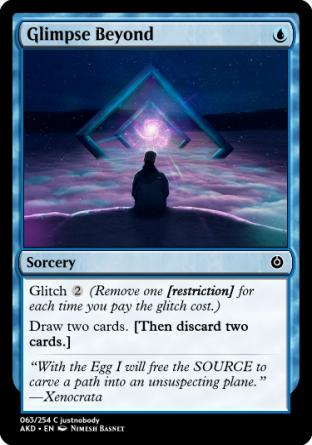 Glimpse Beyond
Sorcery
Glitch 2 (Remove one [restriction] for
each time you pay the glitch cost.)
Draw two cards. [Then discard two
cards.]
“With the Egg I will free the SOURCE to
carve a path into an unsuspecting plane.”
—Xenocrata
063/254 C justnobody
AKD • EN Nimish Basnet